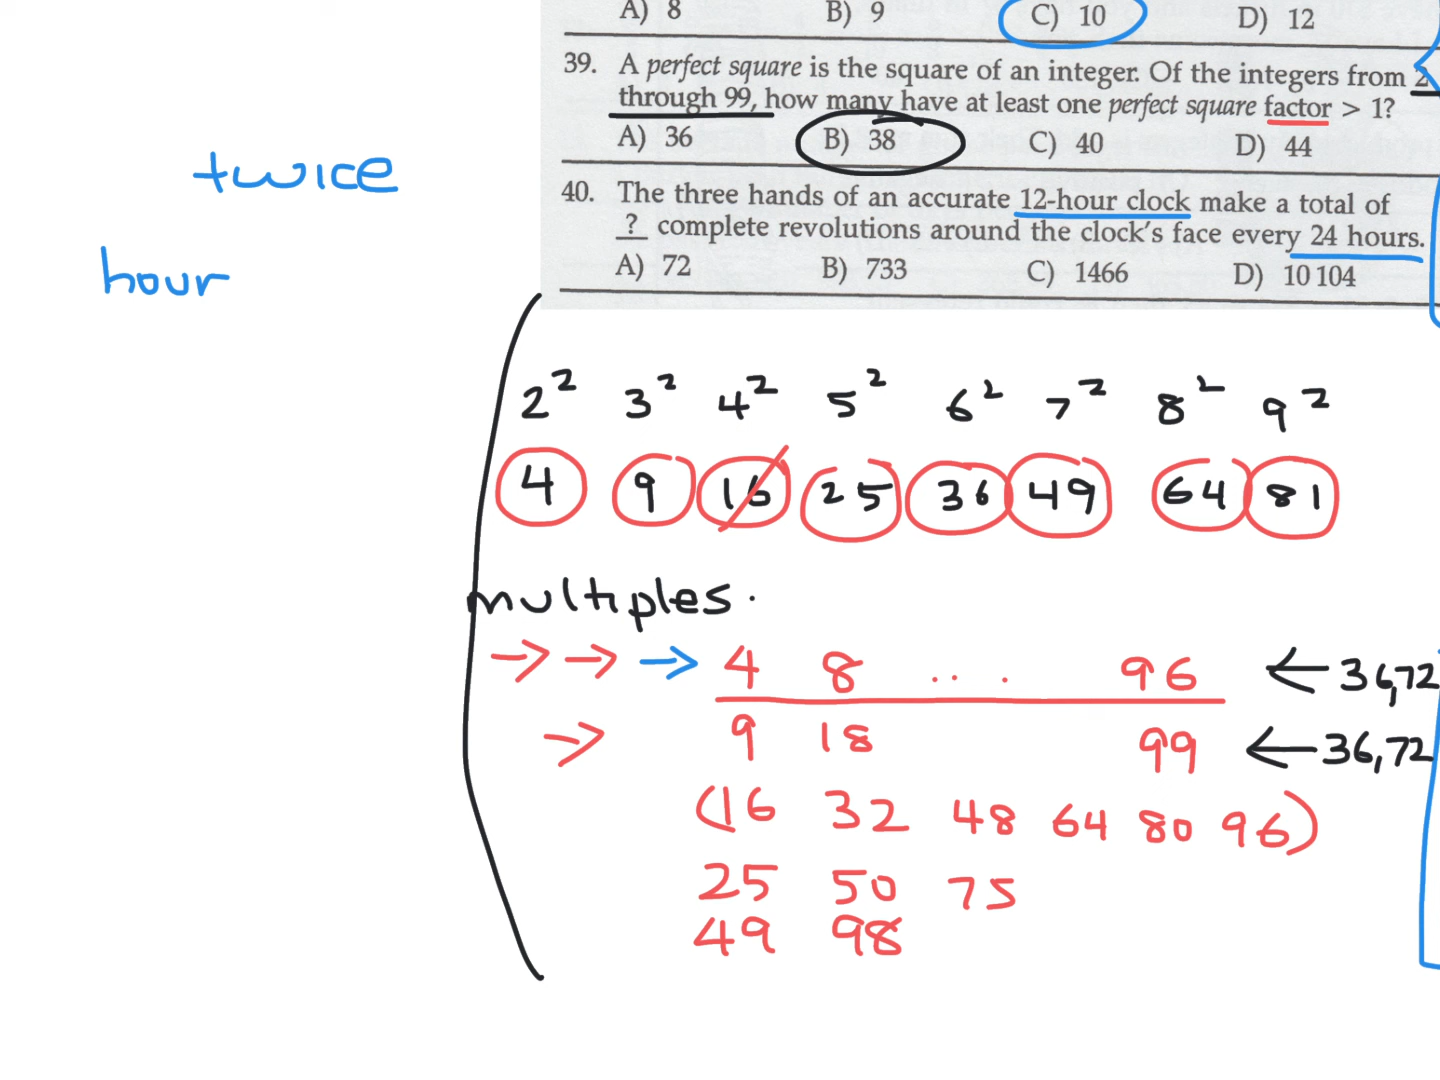 A) 8 B) 9 C) 10 D) 12
39. A perfect square is the square of an integer. Of the integers from 2
through 99, how many have at least one perfect square factor > 1?
A) 36 B) 38 C) 40 D) 44
40. The three hands of an accurate 12-hour clock make a total of
? complete revolutions around the clock's face every 24 hours.
A) 72 B) 733 C) 1466 D) 10 104
twice
hour
2² 3² 4² 5² 6² 7² 8² 9²
4 9 16 25 36 49 64 81
multiples.
→ → → 4 8 ... 96 ← 36,72
→ 9 18 99 ← 36,72
(16 32 48 64 80 96)
25 50 75
49 98